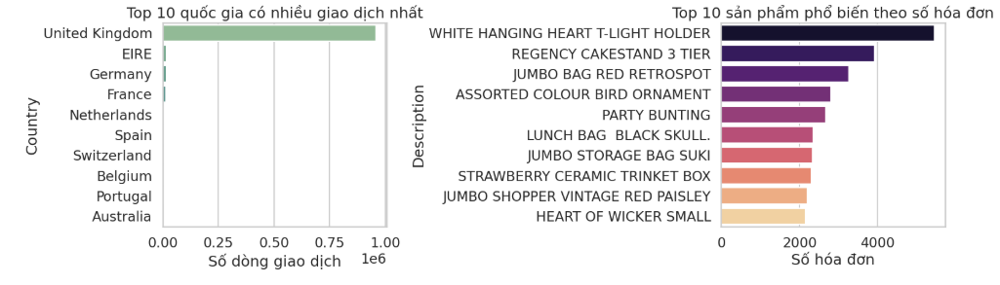 Top 10 quốc gia có nhiều giao dịch nhất
Country
United Kingdom
EIRE
Germany
France
Netherlands
Spain
Switzerland
Belgium
Portugal
Australia
0.00 0.25 0.50 0.75 1.00
1e6
Số dòng giao dịch
Top 10 sản phẩm phổ biến theo số hóa đơn
Description
WHITE HANGING HEART T-LIGHT HOLDER
REGENCY CAKESTAND 3 TIER
JUMBO BAG RED RETROSPOT
ASSORTED COLOUR BIRD ORNAMENT
PARTY BUNTING
LUNCH BAG  BLACK SKULL.
JUMBO STORAGE BAG SUKI
STRAWBERRY CERAMIC TRINKET BOX
JUMBO SHOPPER VINTAGE RED PAISLEY
HEART OF WICKER SMALL
0 2000 4000
Số hóa đơn